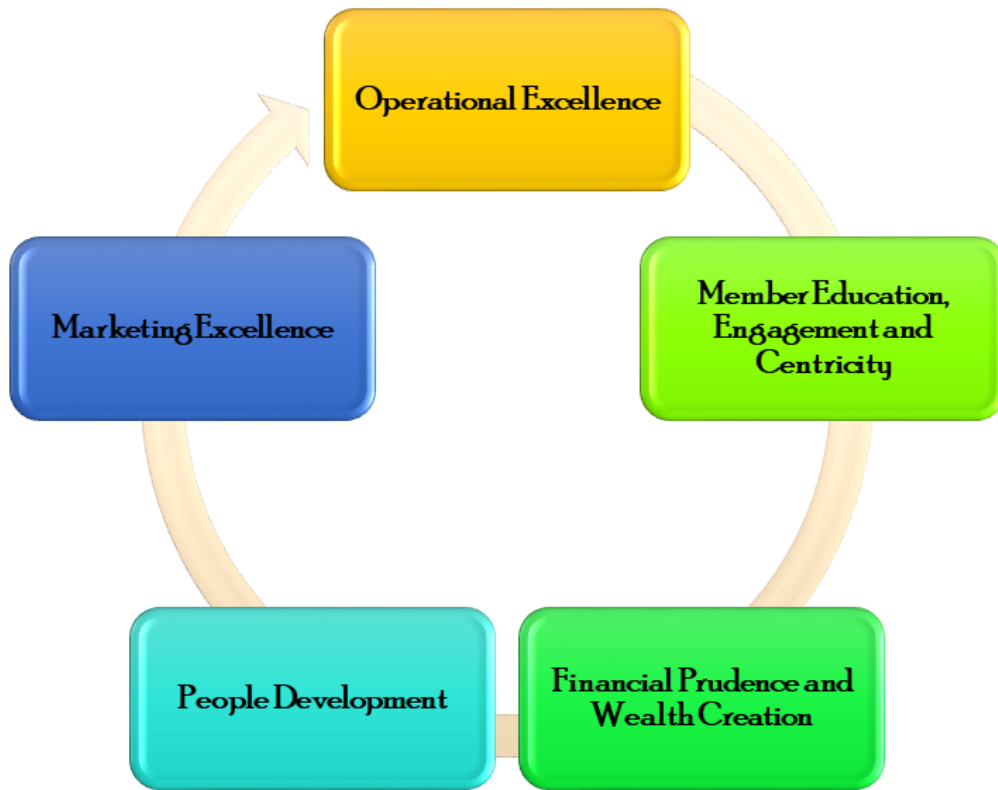 Operational Excellence
Member Education,
Engagement and
Centricity
Financial Prudence and
Wealth Creation
People Development
Marketing Excellence